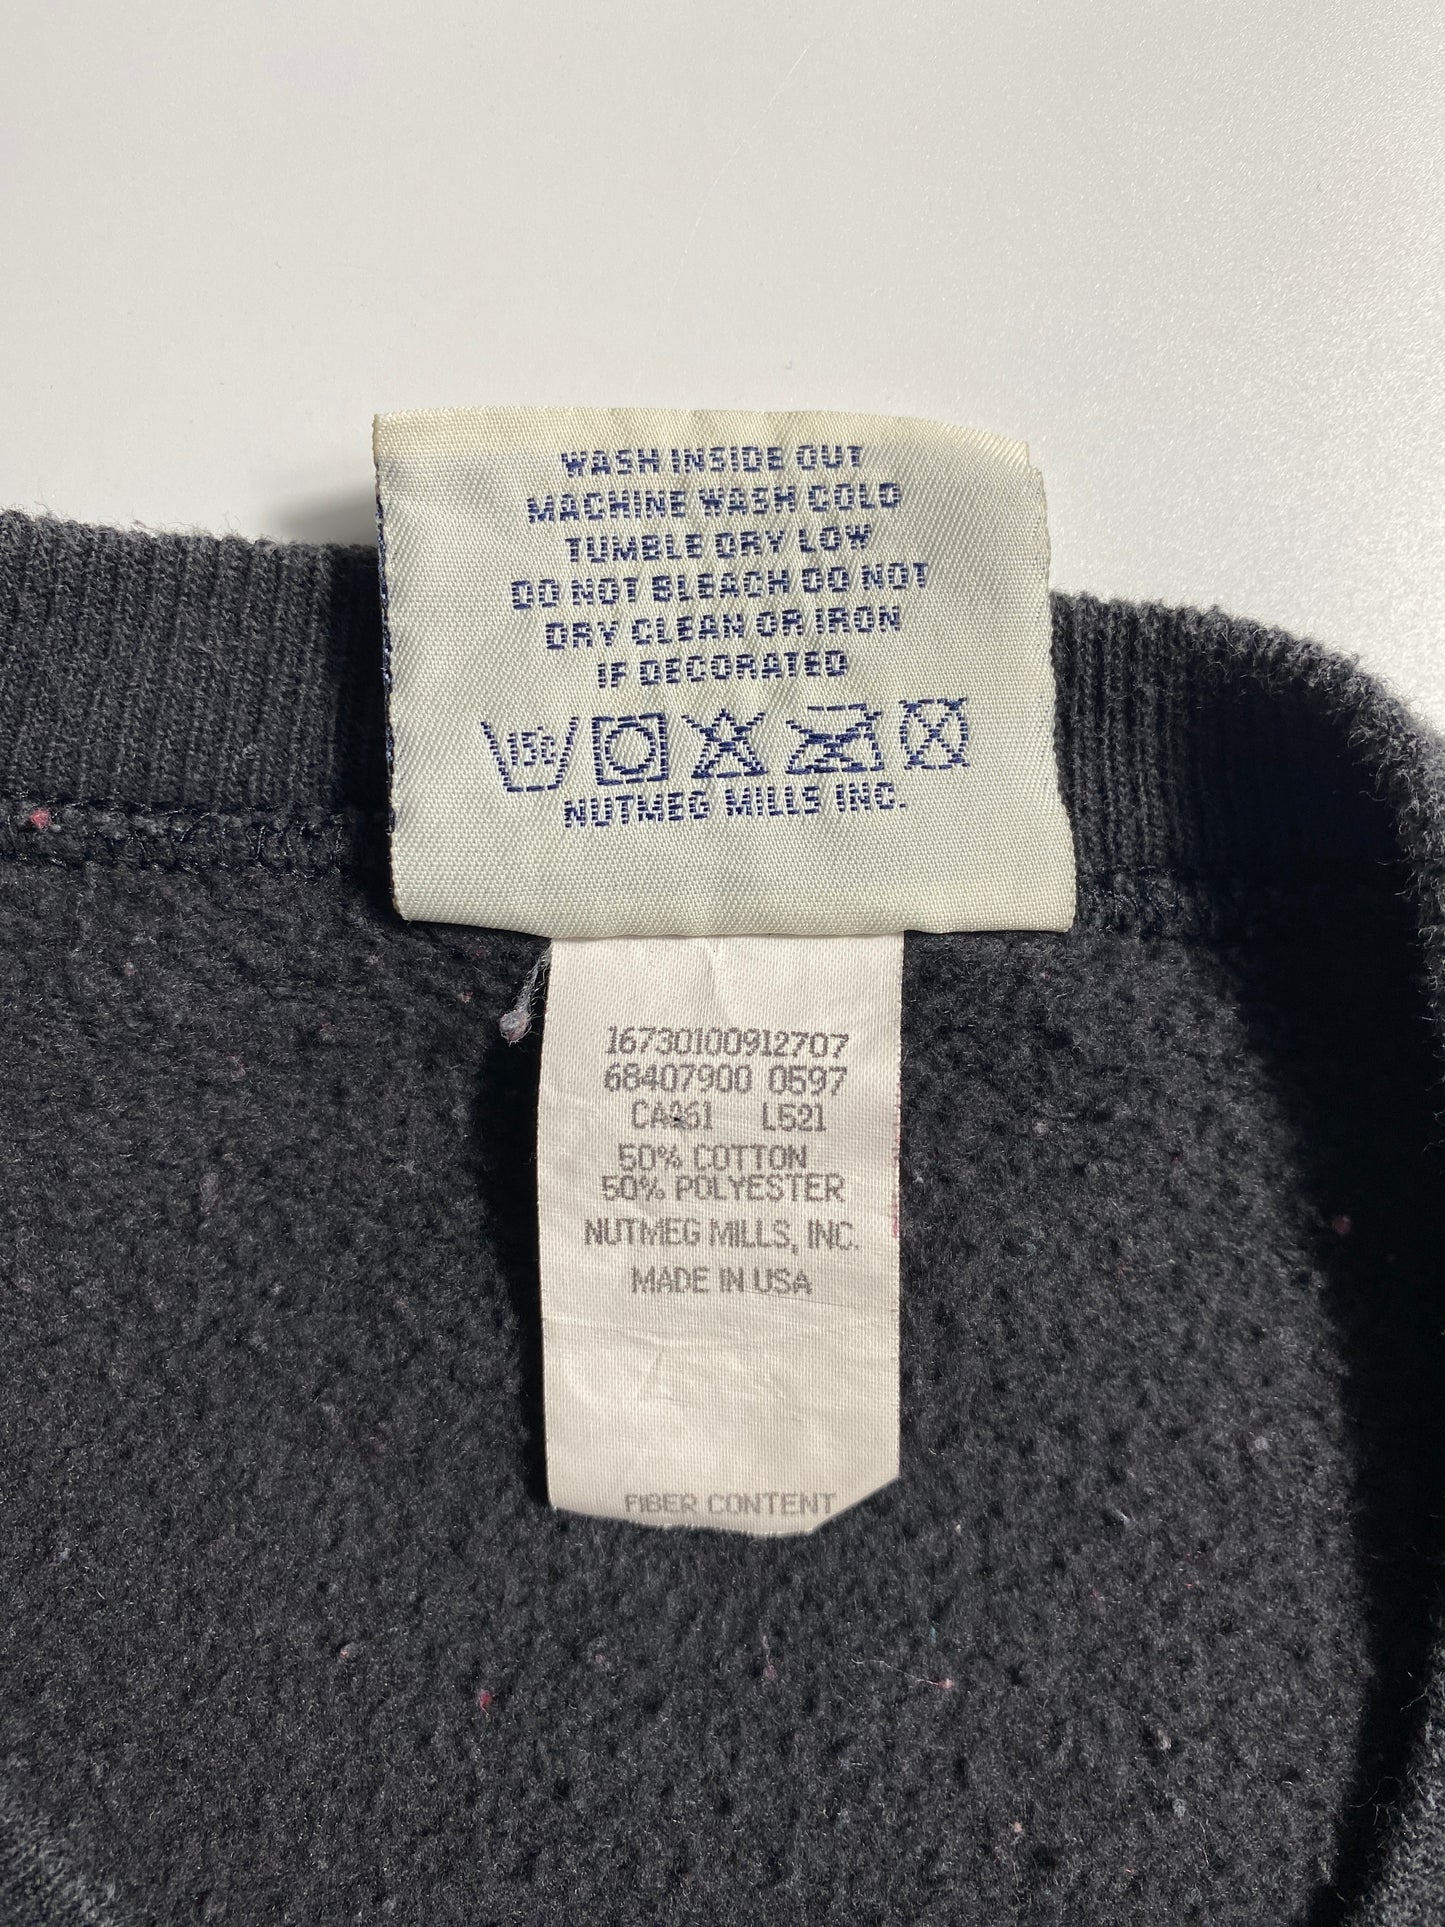 WASH INSIDE OUT
MACHINE WASH COLD
TUMBLE DRY LOW
DO NOT BLEACH DO NOT
DRY CLEAN OR IRON
IF DECORATED
NUTMEG MILLS INC.
16730100912707
68407900 0597
L521
50% COTTON
50% POLYESTER
NUTMEG MILLS, INC.
MADE IN USA
FIBER CONTENT